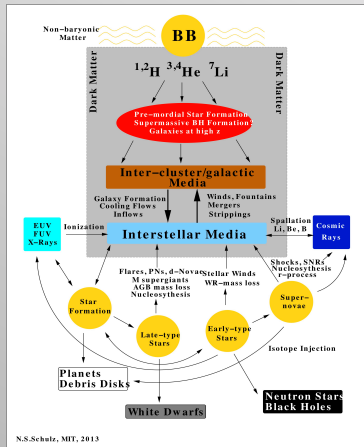 BB
Non-baryonic
Matter
Dark Matter
Dark Matter
1,2H 3,4He 7Li
Pre-mordial Star Formation
Supermassive BH Formation?
Galaxies at high z
Inter-cluster/galactic
Media
Galaxy Formation
Cooling Flows
Inflows
Winds, Fountains
Mergers
Strippings
EUV
FUV
X-Rays
Ionization
Interstellar Media
Spallation
Li, Be, B
Cosmic
Rays
Flares, PNs, d-Novae
M supergiants
AGB mass loss
Nucleosynthesis
Stellar Winds
WR-mass loss
Shocks, SNRs
Nucleosythesis
r-process
Star
Formation
Late-type
Stars
Early-type
Stars
Super-
novae
Isotope Injection
Planets
Debris Disks
White Dwarfs
Neutron Stars
Black Holes
N.S.Schulz, MIT, 2013